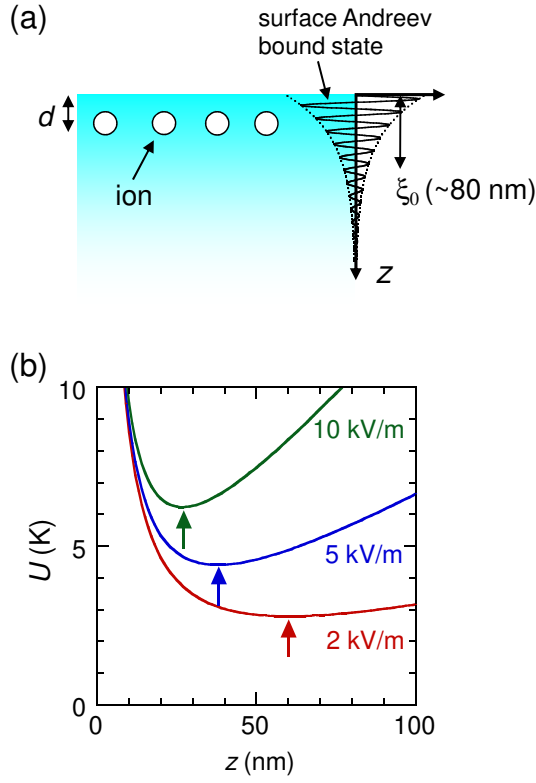 (a)
surface Andreev
bound state
d
ion
ξ₀ (~80 nm)
z
(b)
10
10 kV/m
U (K)
5
5 kV/m
2 kV/m
0
0 50 100
z (nm)